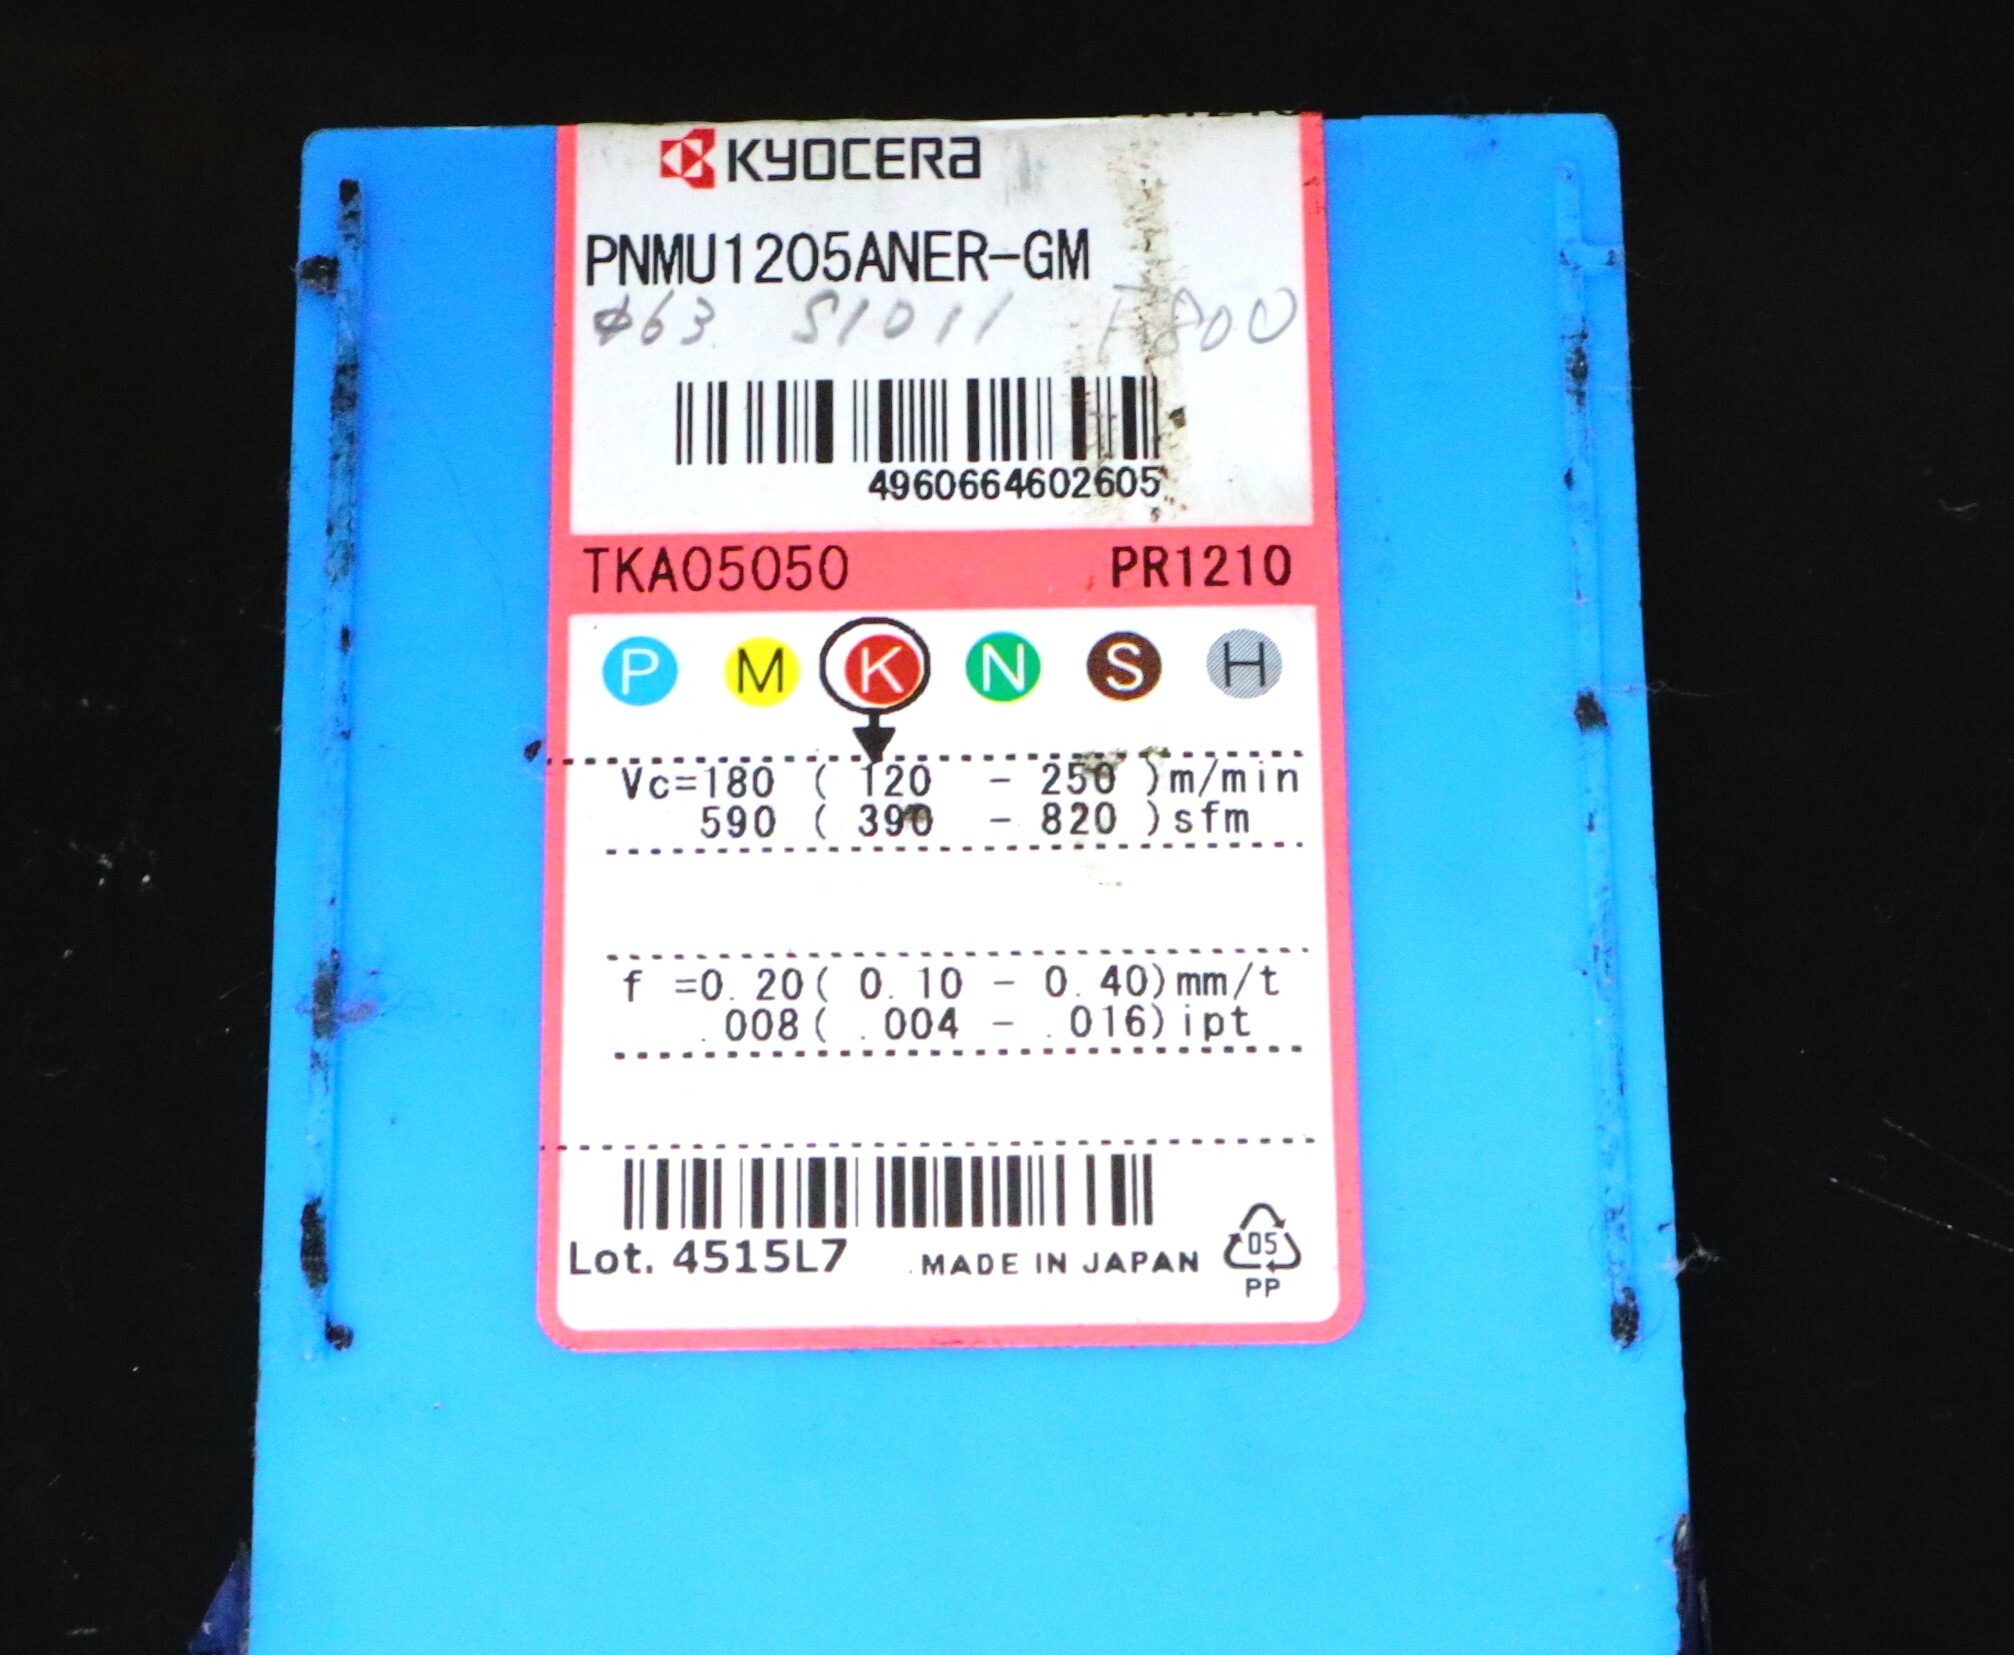 KYOCERA
PNMU1205ANER-GM
φ63 S1011 F800
4960664602605
TKA05050 PR1210
P M K N S H
Vc=180 ( 120 - 250 )m/min
590 ( 390 - 820 )sfm
f =0.20( 0.10 - 0.40)mm/t
.008( .004 - .016)ipt
Lot. 4515L7 MADE IN JAPAN
05
PP